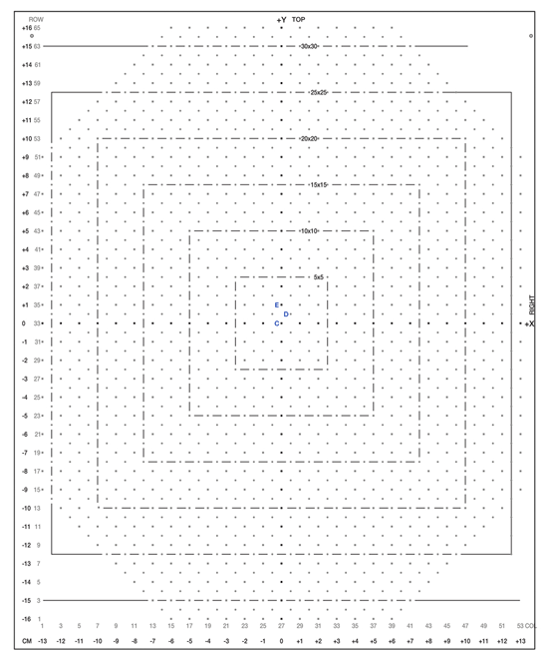 ROW +Y TOP
+16 65
+15 63 30x30
+14 61
+13 59
25x25
+12 57
+11 55
+10 53 20x20
+9 51
+8 49
15x15
+7 47
+6 45
+5 43 10x10
+4 41
+3 39
5x5
+2 37
+1 35 E RIGHT
D
0 33 C +X
-1 31
-2 29
-3 27
-4 25
-5 23
-6 21
-7 19
-8 17
-9 15
-10 13
-11 11
-12 9
-13 7
-14 5
-15 3
-16 1
1 3 5 7 9 11 13 15 17 19 21 23 25 27 29 31 33 35 37 39 41 43 45 47 49 51 53 COL
CM -13 -12 -11 -10 -9 -8 -7 -6 -5 -4 -3 -2 -1 0 +1 +2 +3 +4 +5 +6 +7 +8 +9 +10 +11 +12 +13